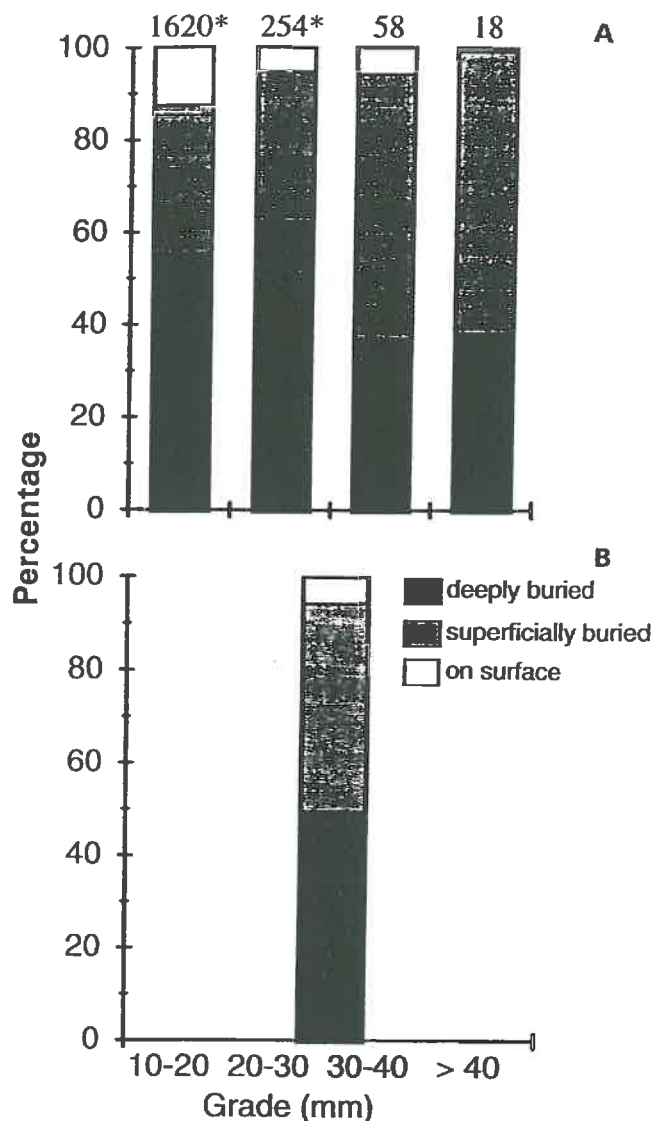 1620* 254* 58 18
A
100
80
60
40
20
0
Percentage
B
100
80
60
40
20
0
deeply buried
superficially buried
on surface
10-20 20-30 30-40 > 40
Grade (mm)